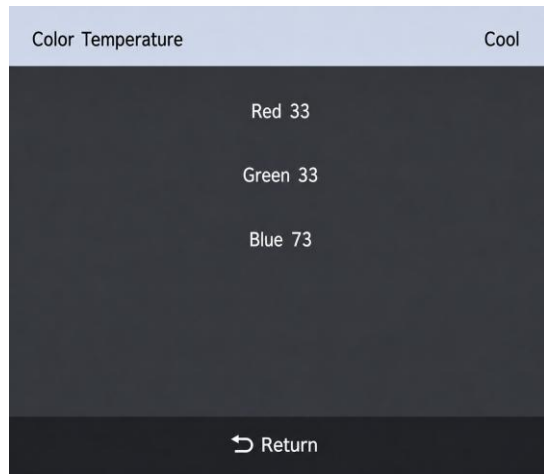 Color Temperature Cool
Red 33
Green 33
Blue 73
Return